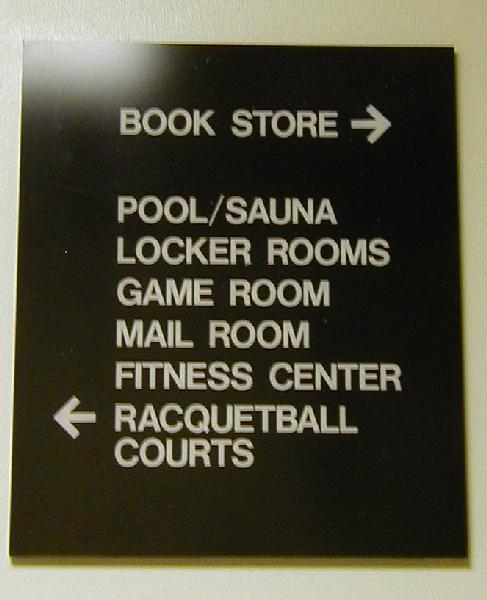 BOOK STORE →
POOL/SAUNA
LOCKER ROOMS
GAME ROOM
MAIL ROOM
FITNESS CENTER
← RACQUETBALL
COURTS